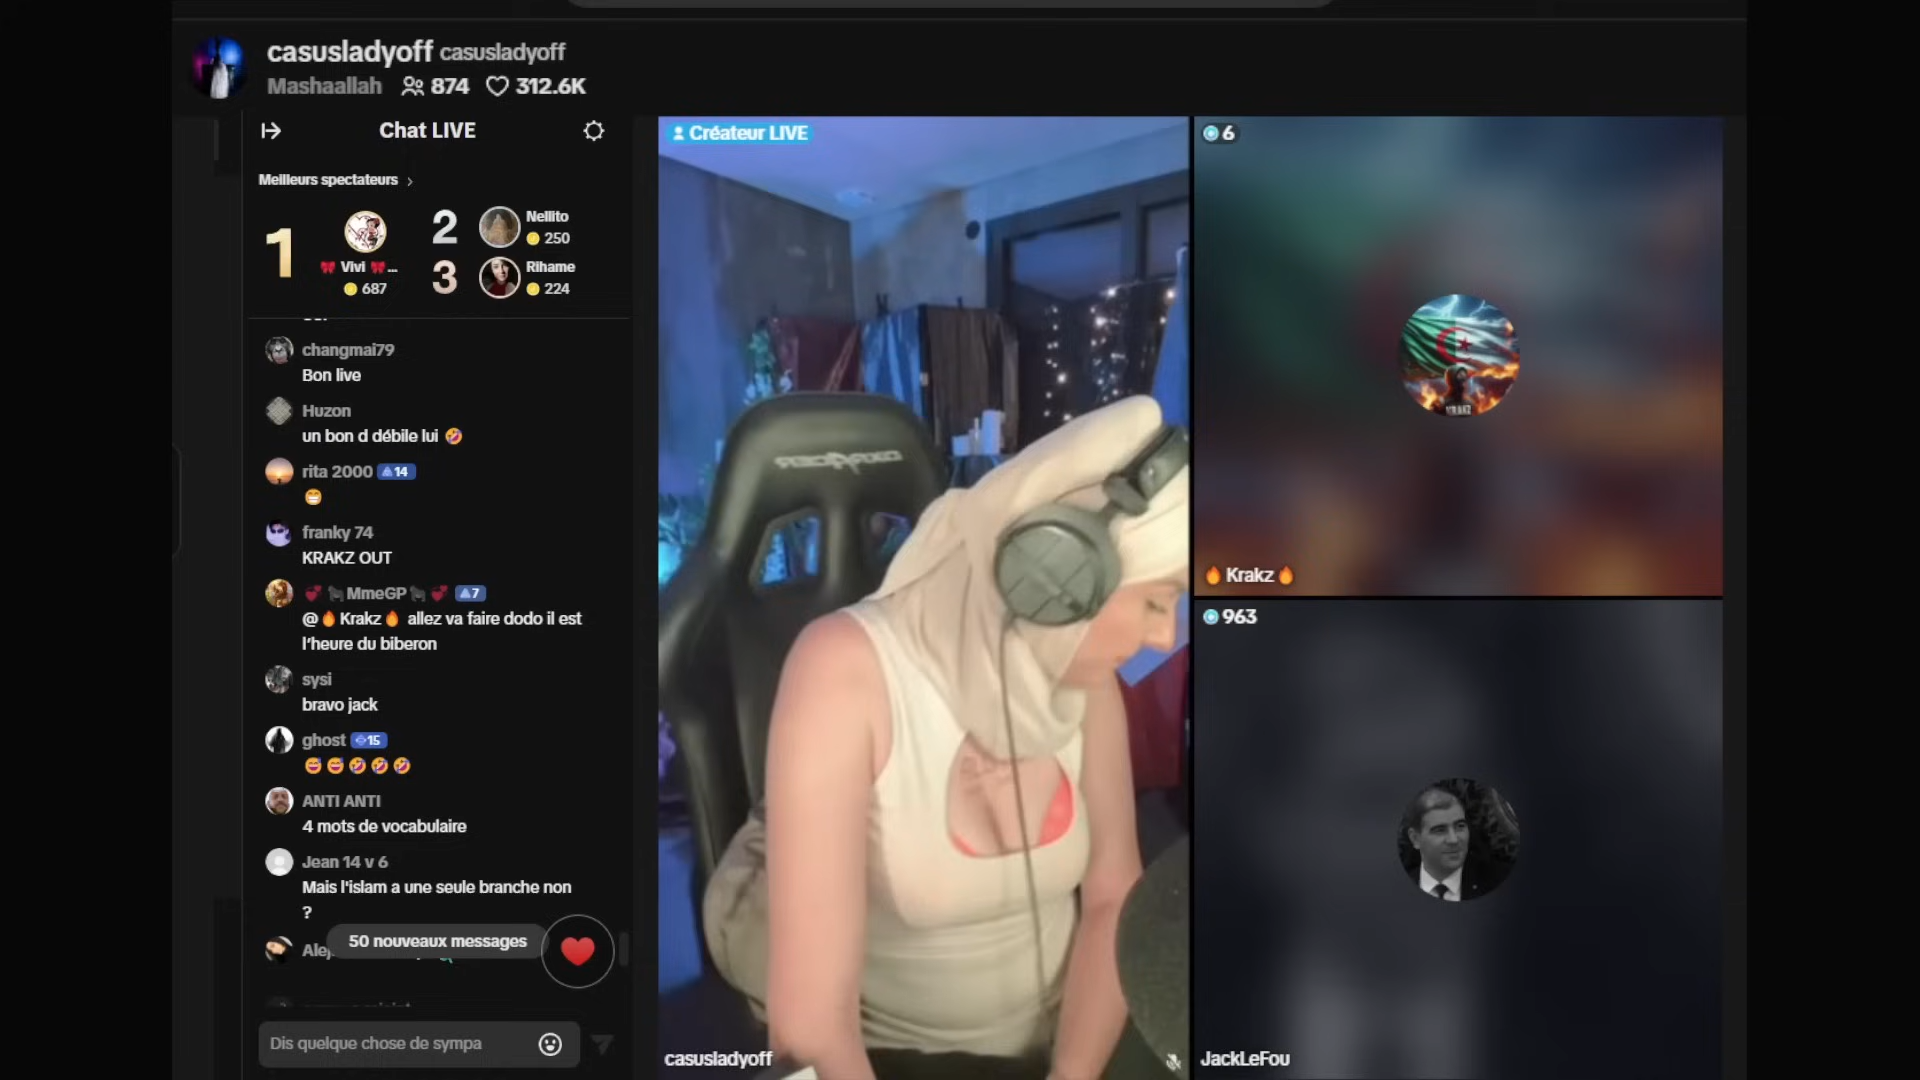 casusladyoff casusladyoff
Mashaallah 874 312.6K
Chat LIVE
Meilleurs spectateurs >
1
Vivi ...
687
2
Nellito
250
3
Rihame
224
changmai79
Bon live
Huzon
un bon d débile lui 🤣
rita 2000 14
😁
franky 74
KRAKZ OUT
💞🦍MmeGP🦍💞 7
@🔥Krakz🔥 allez va faire dodo il est
l'heure du biberon
sysi
bravo jack
ghost 15
😅😅🤣🤣🤣
ANTI ANTI
4 mots de vocabulaire
Jean 14 v 6
Mais l'islam a une seule branche non
?
50 nouveaux messages
Dis quelque chose de sympa
Créateur LIVE
casusladyoff
6
KRAKZ
🔥Krakz🔥
963
JackLeFou